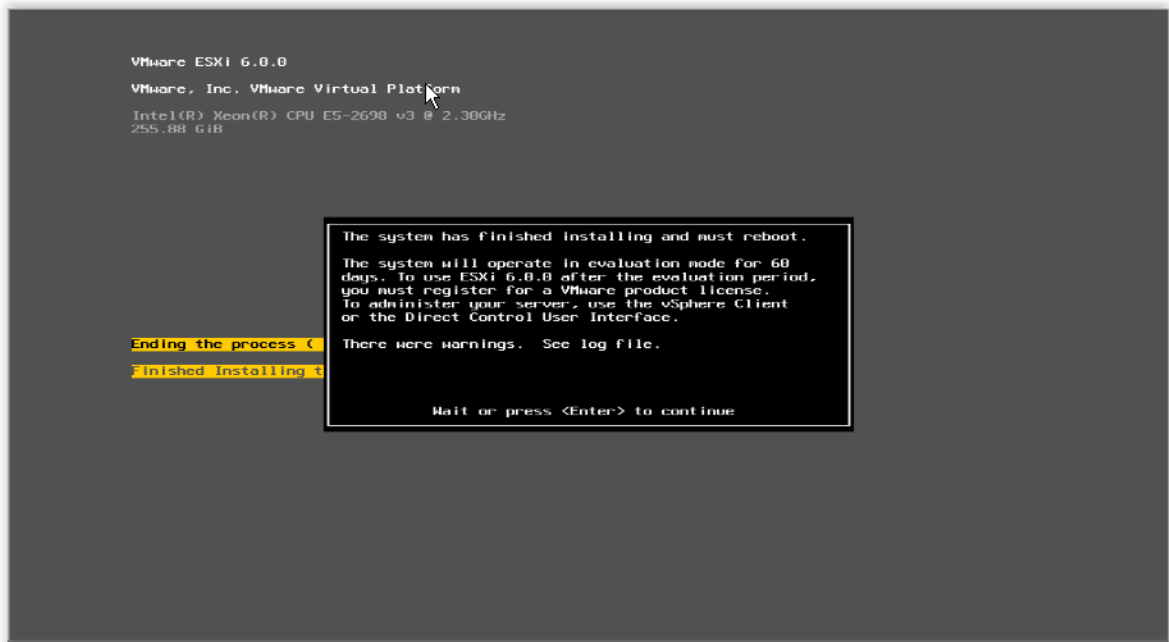 VMware ESXi 6.0.0
VMware, Inc. VMware Virtual Platform
Intel(R) Xeon(R) CPU E5-2698 v3 @ 2.30GHz
255.88 GiB
The system has finished installing and must reboot.
The system will operate in evaluation mode for 60
days. To use ESXi 6.0.0 after the evaluation period,
you must register for a VMware product license.
To administer your server, use the vSphere Client
or the Direct Control User Interface.
Ending the process (
There were warnings.  See log file.
Finished Installing t
Wait or press <Enter> to continue